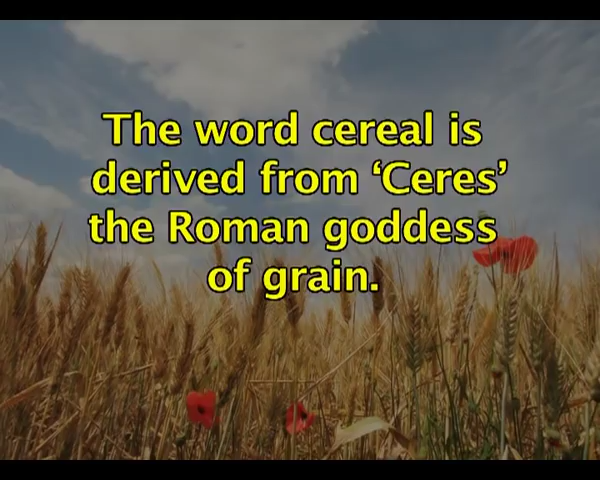 The word cereal is
derived from ‘Ceres’
the Roman goddess
of grain.